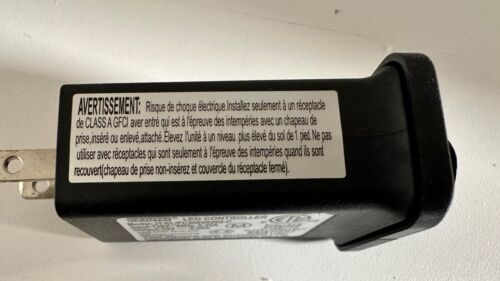 AVERTISSEMENT: Risque de choque électrique.Installez seulement à un réceptacle
de CLASS A GFCI aver entré qui est à l'épreuve des intempéries avec un chapeau de
prise,inséré ou enlevé,attaché.Élevez l'unité à un niveau plus élevé du soi de 1 pied.Ne pas
utiliser avec réceptacles qui sont seulement à l'épreuve des intempéries quand ils sont
recouvert(chapeau de prise non-insérez et couvercle du réceptacle fermé).
LED CONTROLLER